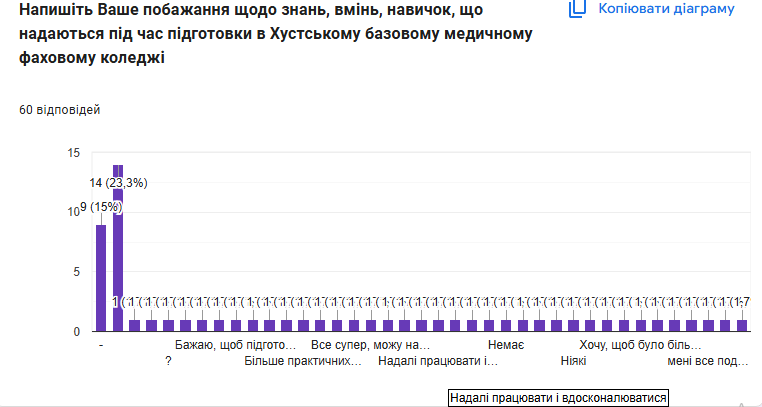 Напишіть Ваше побажання щодо знань, вмінь, навичок, що
надаються під час підготовки в Хустському базовому медичному
фаховому коледжі
Копіювати діаграму
60 відповідей
15
14 (23,3%)
10
9 (15%)
5
0
-
Бажаю, щоб підгото…
Все супер, можу на…
Немає
Хочу, щоб було біль…
?
Більше практичних…
Надалі працювати і…
Ніякі
мені все под…
Надалі працювати і вдосконалюватися